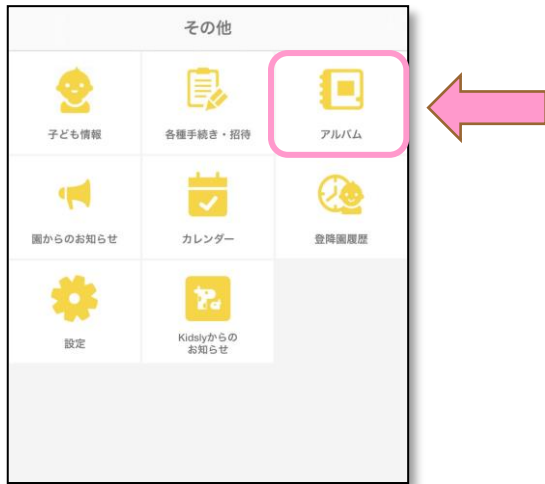 その他
子ども情報
各種手続き・招待
アルバム
園からのお知らせ
カレンダー
登降園履歴
設定
Kidslyからの
お知らせ